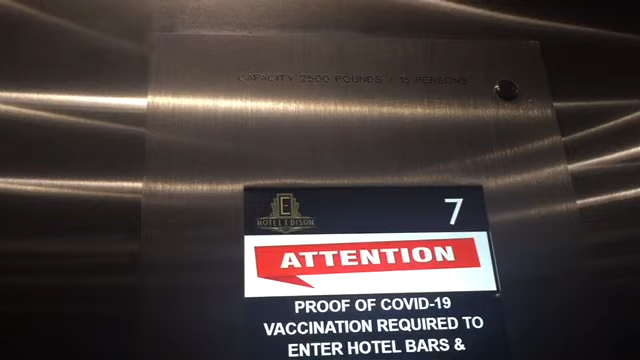 CAPACITY 2500 POUNDS / 15 PERSONS
E
HOTEL EDISON
7
ATTENTION
PROOF OF COVID-19
VACCINATION REQUIRED TO
ENTER HOTEL BARS &